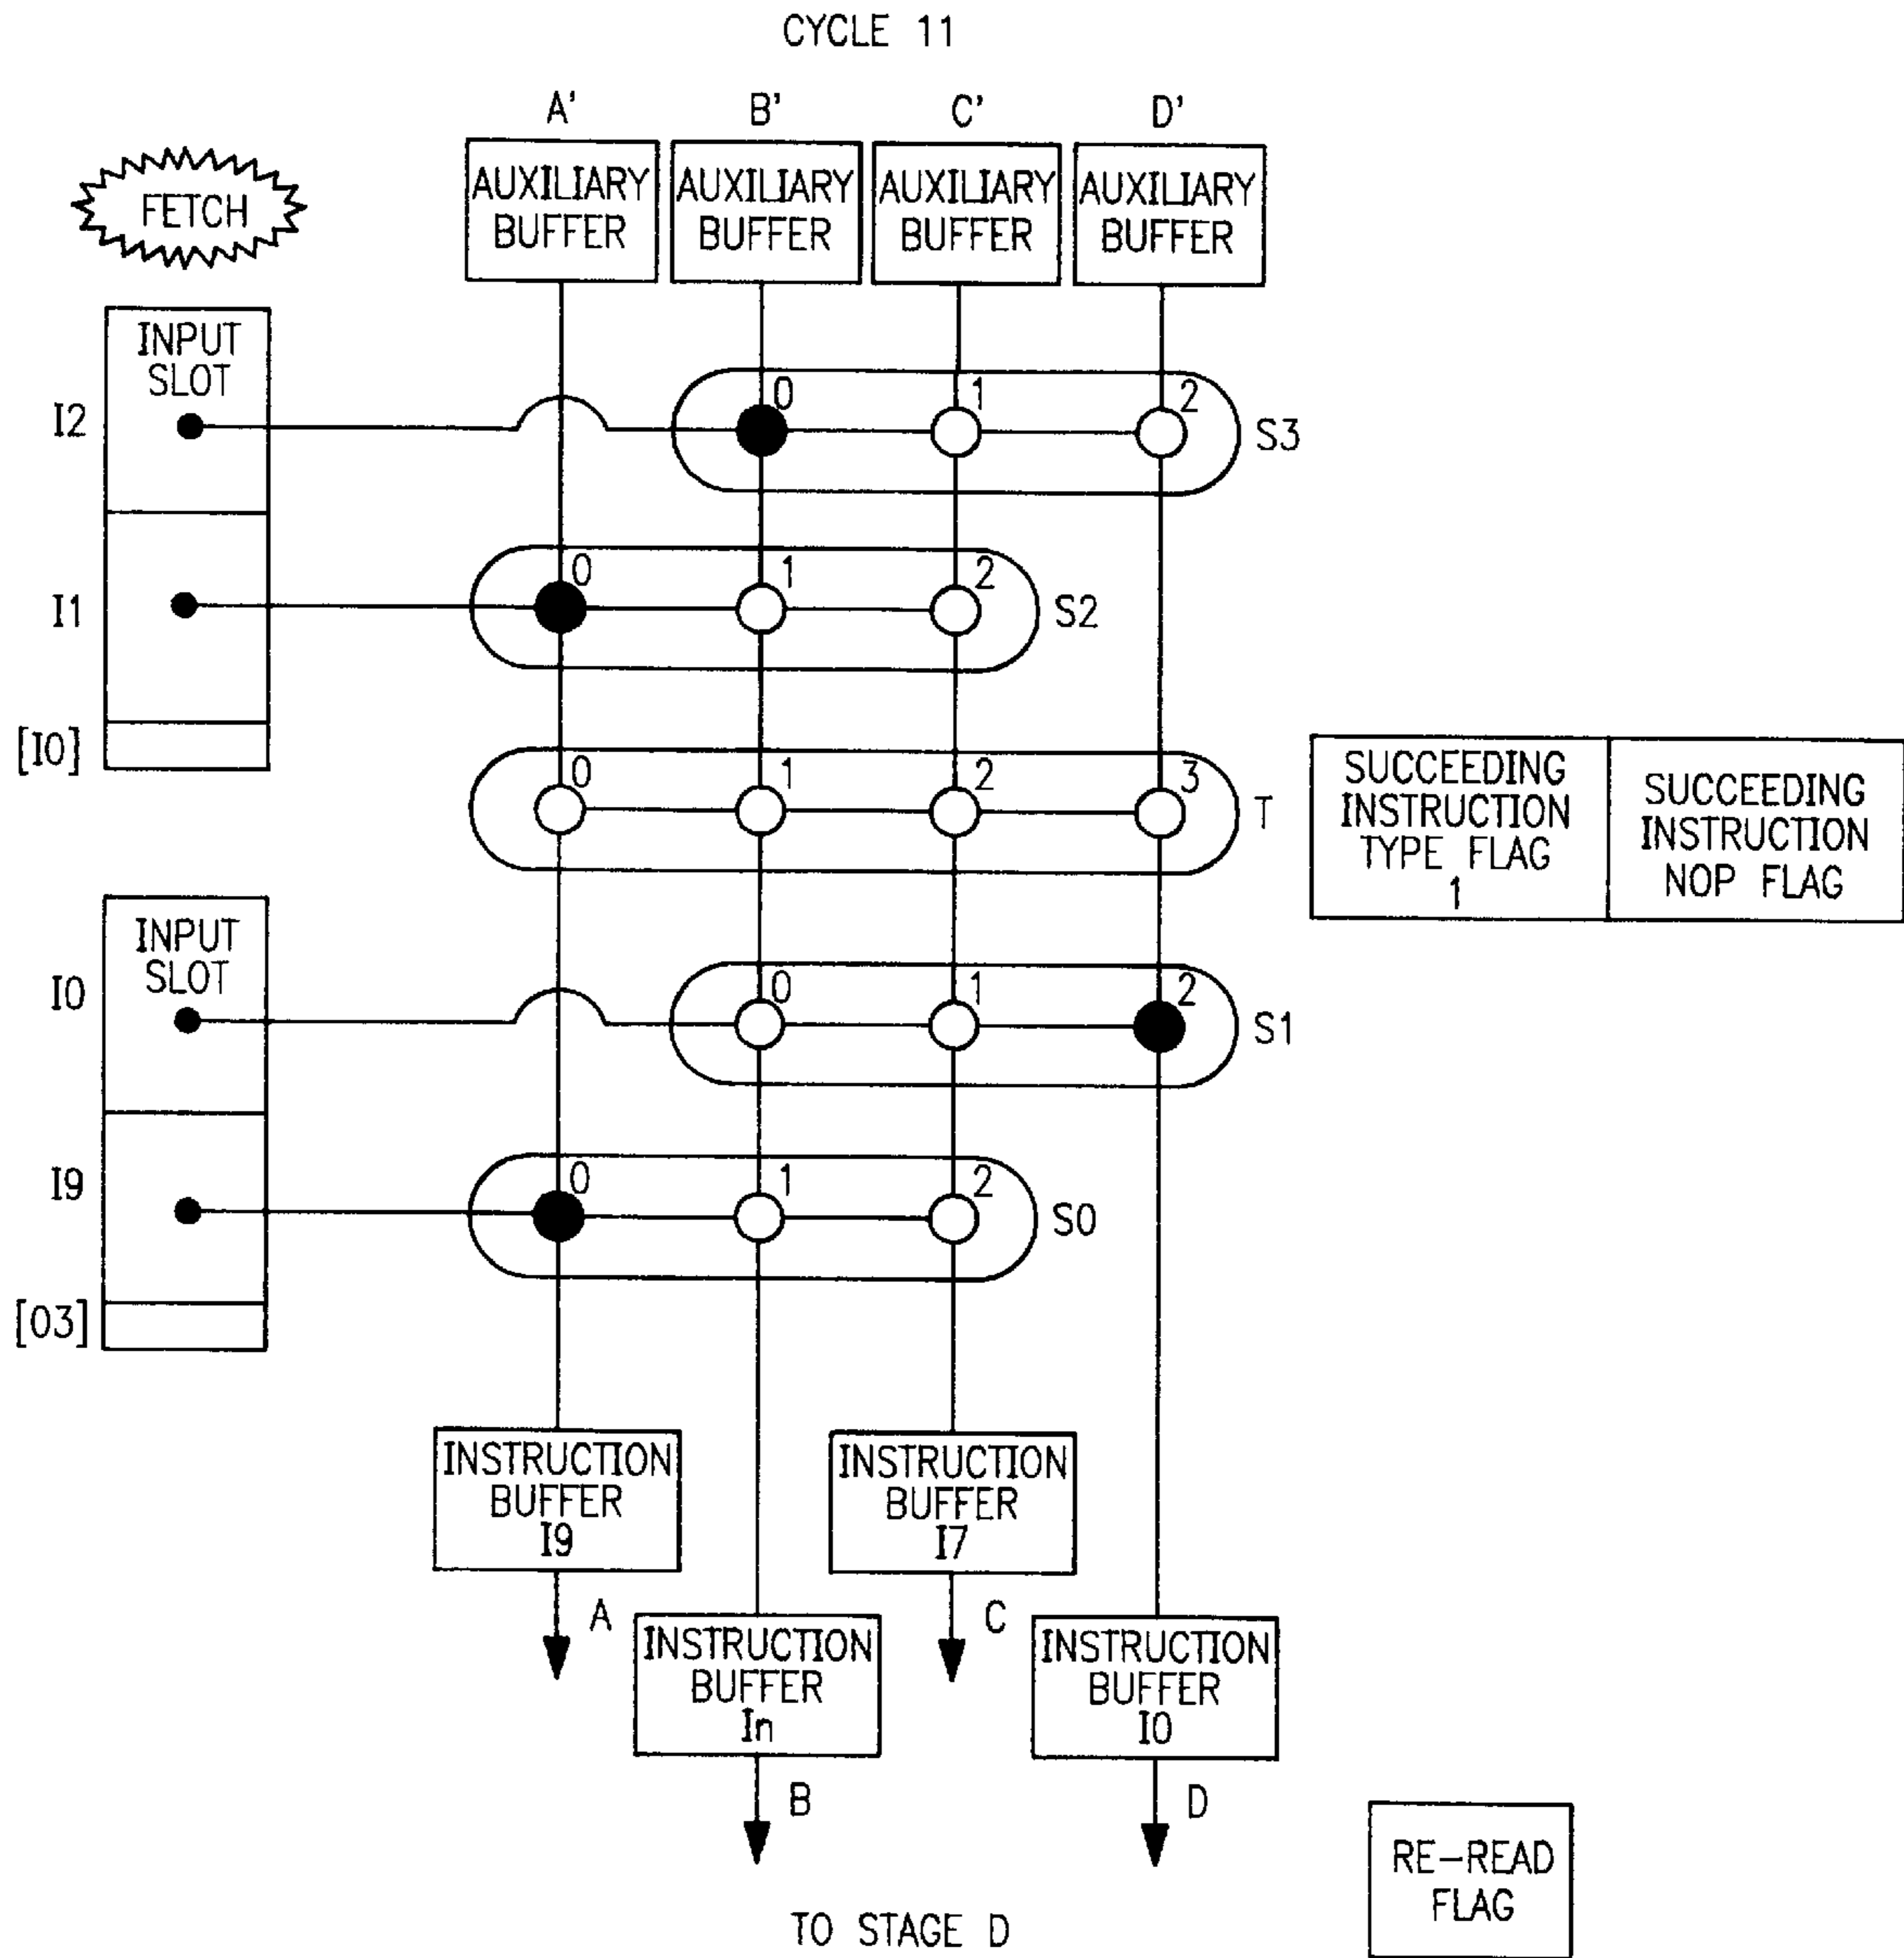 CYCLE 11
A' B' C' D'
FETCH
AUXILIARY BUFFER
AUXILIARY BUFFER
AUXILIARY BUFFER
AUXILIARY BUFFER
INPUT
SLOT
I2
0 1 2
S3
I1
0 1 2
S2
[I0]
0 1 2 3
T
SUCCEEDING
INSTRUCTION
TYPE FLAG
1
SUCCEEDING
INSTRUCTION
NOP FLAG
INPUT
SLOT
I0
0 1 2
S1
I9
0 1 2
S0
[03]
INSTRUCTION
BUFFER
I9
A
INSTRUCTION
BUFFER
In
B
INSTRUCTION
BUFFER
I7
C
INSTRUCTION
BUFFER
I0
D
RE-READ
FLAG
TO STAGE D